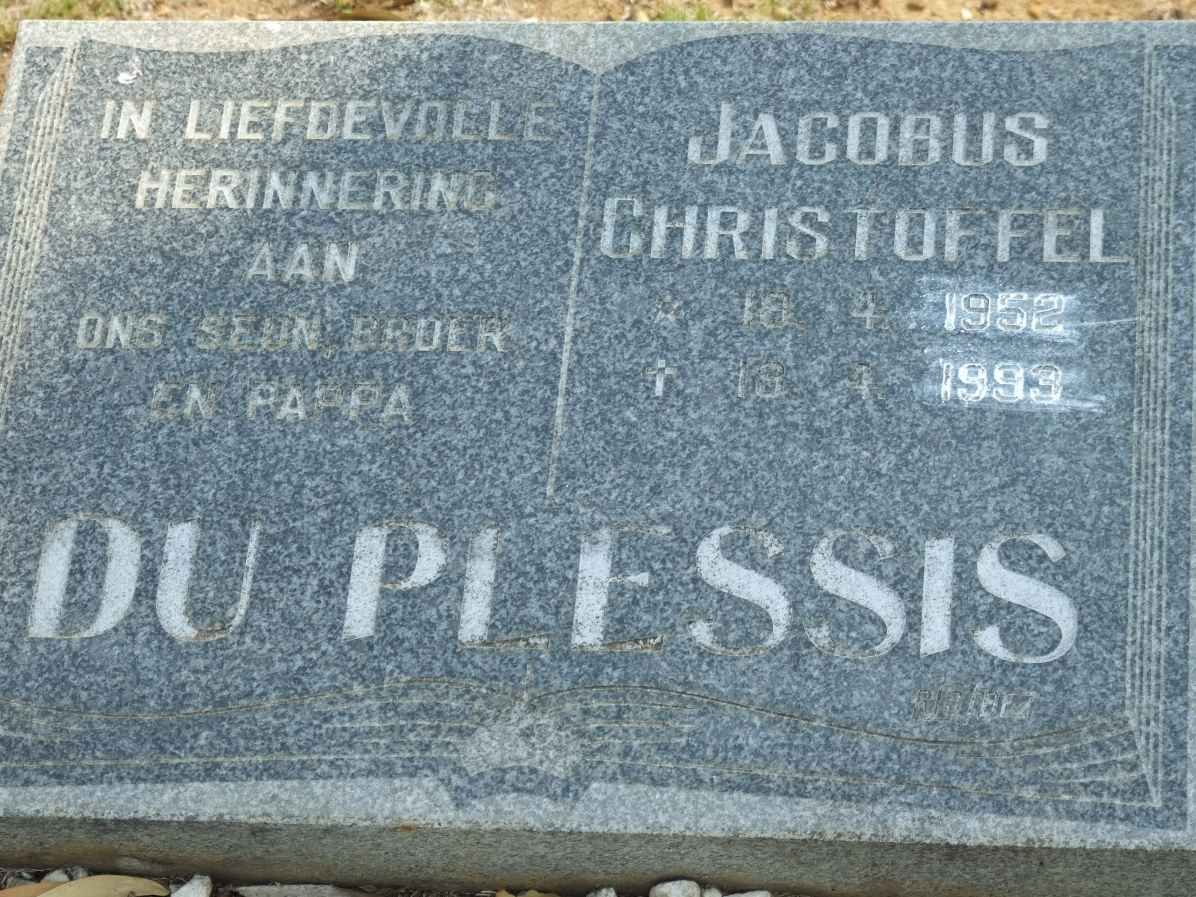 IN LIEFDEVOLLE
HERINNERING
AAN
ONS SEUN, BROER
EN PAPPA
JACOBUS
CHRISTOFFEL
* 18. 4. 1952
† 18. 4. 1993
DU PLESSIS